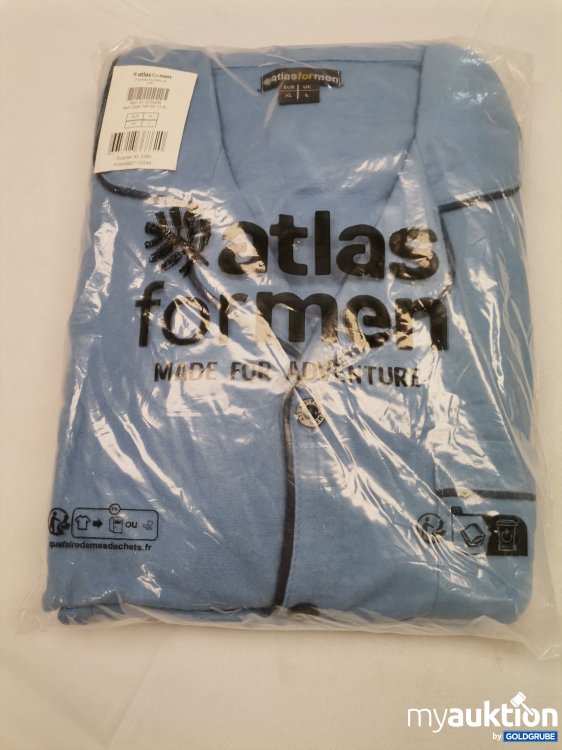 atlasformen
atlasformen
EUR UK
XL L
atlas
formen
MADE FOR ADVENTURE
OU
quefairedemesdechets.fr
myauktion
by GOLDGRUBE